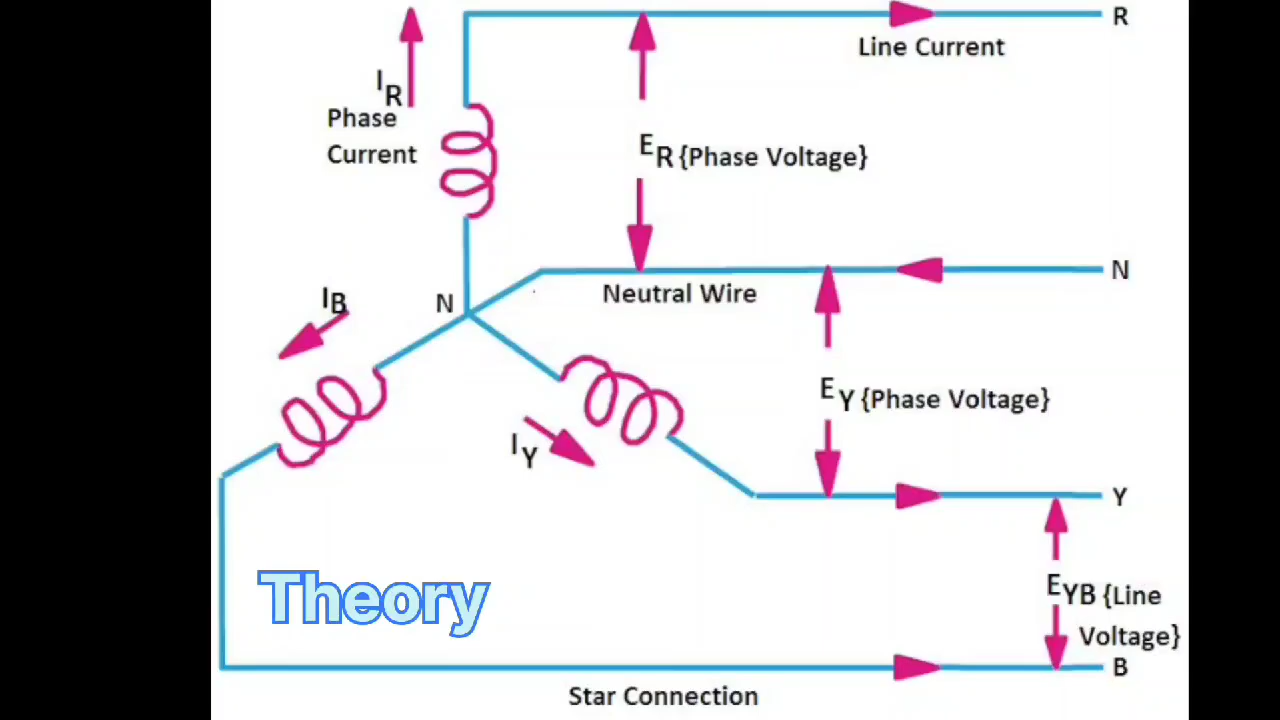 R
Line Current
IR
Phase
Current
ER {Phase Voltage}
N
Neutral Wire
N
IB
EY {Phase Voltage}
IY
Y
EYB {Line
Voltage}
Theory
B
Star Connection